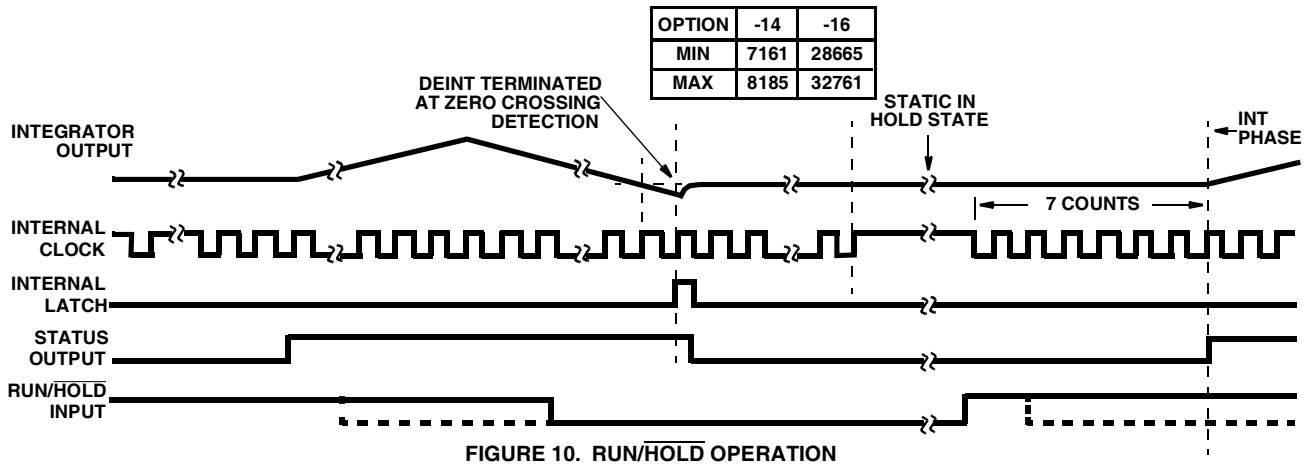 OPTION -14 -16
MIN 7161 28665
MAX 8185 32761
DEINT TERMINATED
AT ZERO CROSSING
DETECTION
STATIC IN
HOLD STATE
INT
PHASE
INTEGRATOR
OUTPUT
7 COUNTS
INTERNAL
CLOCK
INTERNAL
LATCH
STATUS
OUTPUT
RUN/HOLD
INPUT
FIGURE 10. RUN/HOLD OPERATION